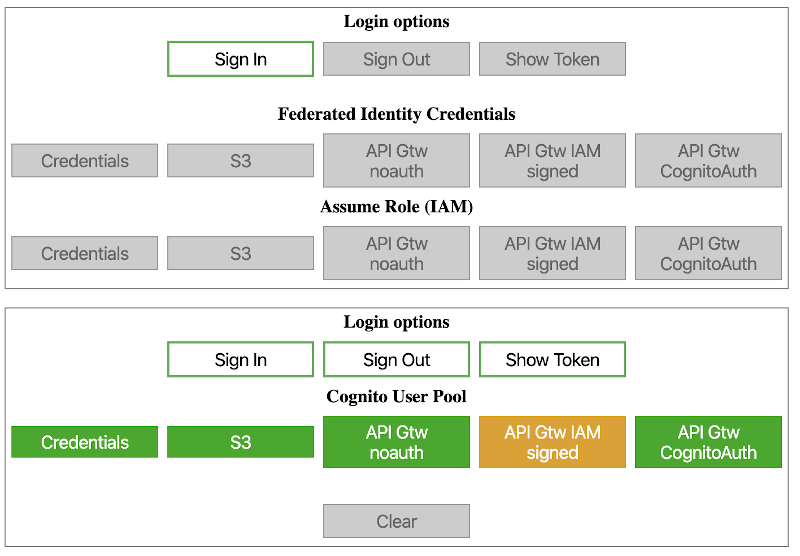 Login options
Sign In
Sign Out
Show Token
Federated Identity Credentials
Credentials
S3
API Gtw
noauth
API Gtw IAM
signed
API Gtw
CognitoAuth
Assume Role (IAM)
Credentials
S3
API Gtw
noauth
API Gtw IAM
signed
API Gtw
CognitoAuth
Login options
Sign In
Sign Out
Show Token
Cognito User Pool
Credentials
S3
API Gtw
noauth
API Gtw IAM
signed
API Gtw
CognitoAuth
Clear